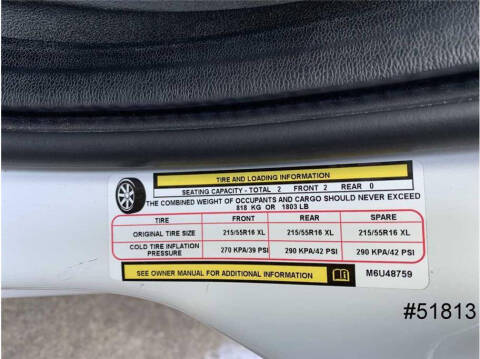 TIRE AND LOADING INFORMATION
SEATING CAPACITY - TOTAL 2 FRONT 2 REAR 0
THE COMBINED WEIGHT OF OCCUPANTS AND CARGO SHOULD NEVER EXCEED
818 KG OR 1803 LB
TIRE FRONT REAR SPARE
ORIGINAL TIRE SIZE 215/55R16 XL 215/55R16 XL 215/55R16 XL
COLD TIRE INFLATION
PRESSURE 270 KPA/39 PSI 290 KPA/42 PSI 290 KPA/42 PSI
SEE OWNER MANUAL FOR ADDITIONAL INFORMATION M6U48759
#51813